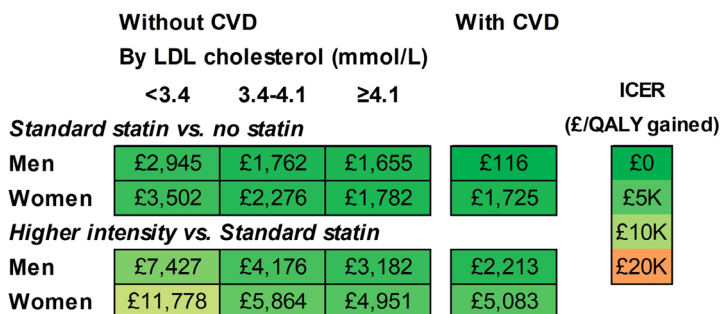 Without CVD With CVD
By LDL cholesterol (mmol/L)
<3.4 3.4-4.1 ≥4.1 ICER
Standard statin vs. no statin (£/QALY gained)
Men £2,945 £1,762 £1,655 £116 £0
Women £3,502 £2,276 £1,782 £1,725 £5K
Higher intensity vs. Standard statin £10K
Men £7,427 £4,176 £3,182 £2,213 £20K
Women £11,778 £5,864 £4,951 £5,083